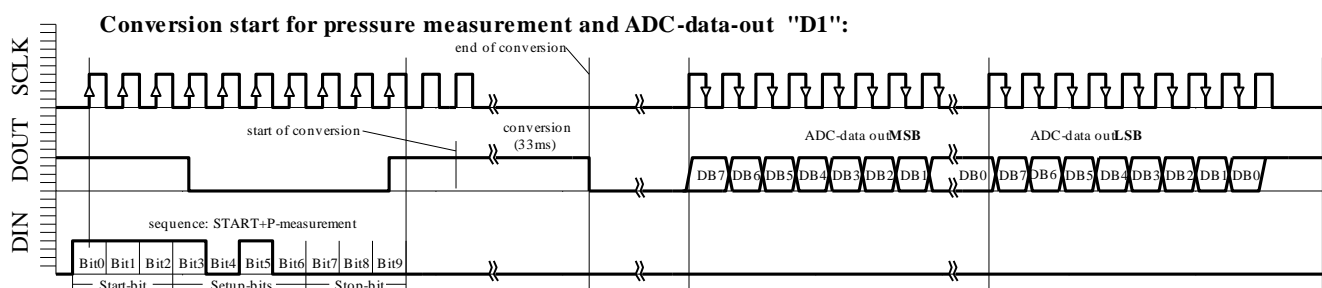 Conversion start for pressure measurement and ADC-data-out "D1":
end of conversion
SCLK
start of conversion
conversion
(33ms)
ADC-data outMSB
ADC-data outLSB
DOUT
DB7 DB6 DB5 DB4 DB3 DB2 DB1 DB0 DB7 DB6 DB5 DB4 DB3 DB2 DB1 DB0
sequence: START+P-measurement
DIN
Bit0 Bit1 Bit2 Bit3 Bit4 Bit5 Bit6 Bit7 Bit8 Bit9
Start-bit Setup-bits Stop-bit